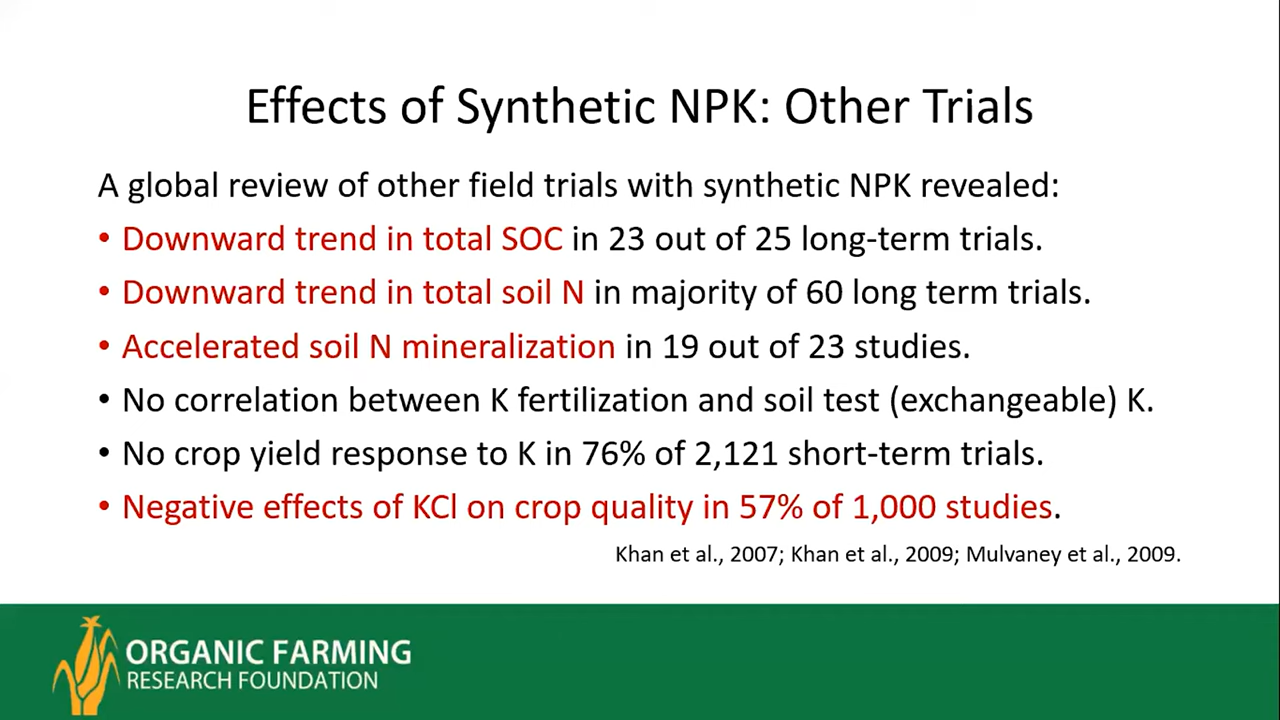 Effects of Synthetic NPK: Other Trials
A global review of other field trials with synthetic NPK revealed:
• Downward trend in total SOC in 23 out of 25 long-term trials.
• Downward trend in total soil N in majority of 60 long term trials.
• Accelerated soil N mineralization in 19 out of 23 studies.
• No correlation between K fertilization and soil test (exchangeable) K.
• No crop yield response to K in 76% of 2,121 short-term trials.
• Negative effects of KCl on crop quality in 57% of 1,000 studies.
Khan et al., 2007; Khan et al., 2009; Mulvaney et al., 2009.
ORGANIC FARMING
RESEARCH FOUNDATION